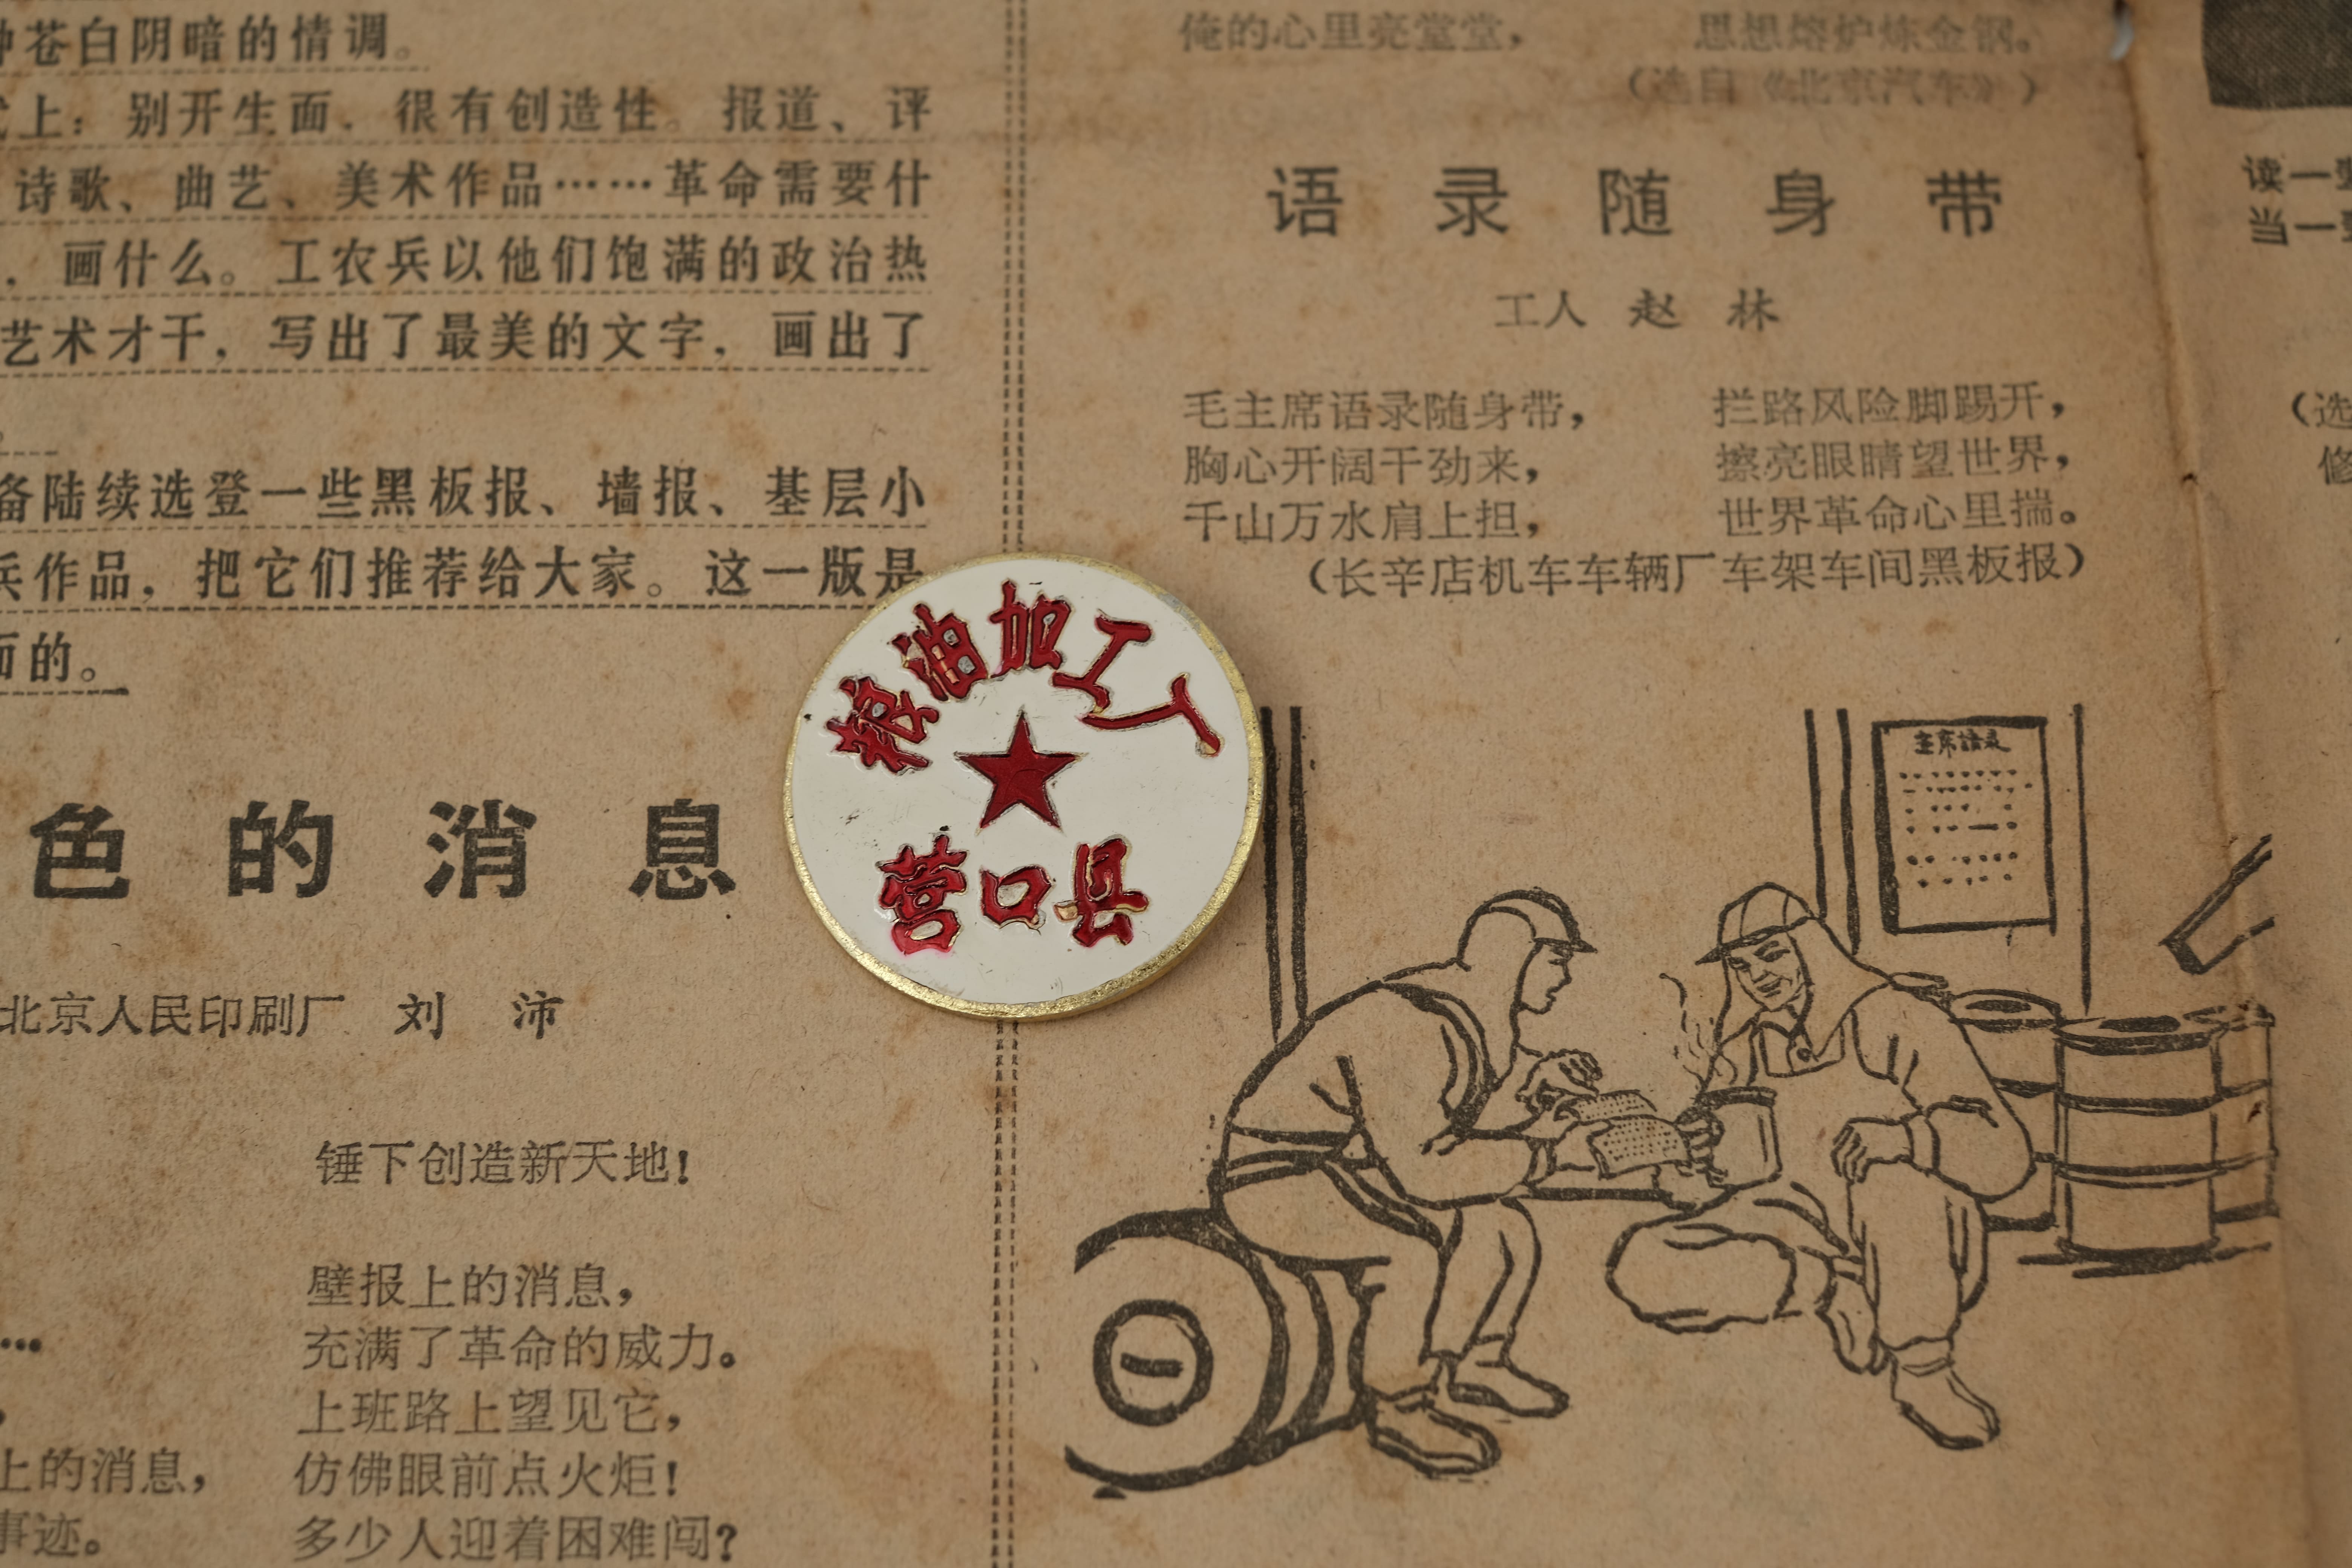 种苍白阴暗的情调。
上：别开生面，很有创造性。报道、评
诗歌、曲艺、美术作品……革命需要什
，画什么。工农兵以他们饱满的政治热
艺术才干，写出了最美的文字，画出了
备陆续选登一些黑板报、墙报、基层小
兵作品，把它们推荐给大家。这一版是
面的。
色的消息
北京人民印刷厂 刘 沛
锤下创造新天地！
壁报上的消息，
充满了革命的威力。
上班路上望见它，
仿佛眼前点火炬！
多少人迎着困难闯？
上的消息，
事迹。
粮油加工厂
营口县
俺的心里亮堂堂，
思想熔炉炼金钢。
（选自《北京汽车》）
语录随身带
工人 赵 林
毛主席语录随身带，
胸心开阔干劲来，
千山万水肩上担，
拦路风险脚踢开，
擦亮眼睛望世界，
世界革命心里揣。
（长辛店机车车辆厂车架车间黑板报）
主席语录
读一
当一
（选
修